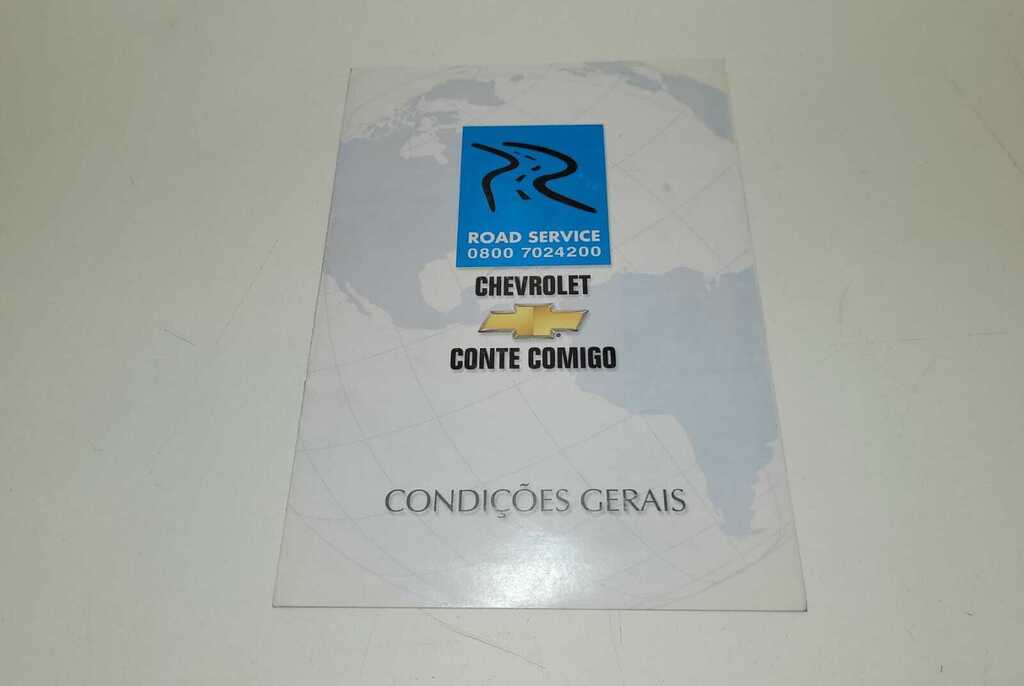 ROAD SERVICE
0800 7024200
CHEVROLET
CONTE COMIGO
CONDIÇÕES GERAIS